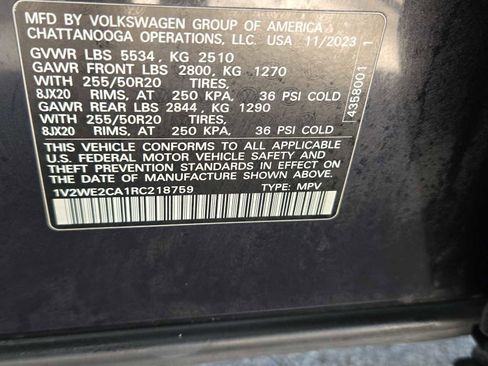 MFD BY VOLKSWAGEN GROUP OF AMERICA
CHATTANOOGA OPERATIONS, LLC. USA 11/2023
GVWR LBS 5534, KG 2510
GAWR FRONT LBS 2800, KG 1270
WITH 255/50R20 TIRES,
8JX20 RIMS, AT 250 KPA, 36 PSI COLD
GAWR REAR LBS 2844, KG 1290
WITH 255/50R20 TIRES,
8JX20 RIMS, AT 250 KPA, 36 PSI COLD
THIS VEHICLE CONFORMS TO ALL APPLICABLE
U.S. FEDERAL MOTOR VEHICLE SAFETY AND
THEFT PREVENTION STANDARDS IN EFFECT ON
THE DATE OF MANUFACTURE SHOWN ABOVE.
1V2WE2CA1RC218759 TYPE: MPV
4358001 1